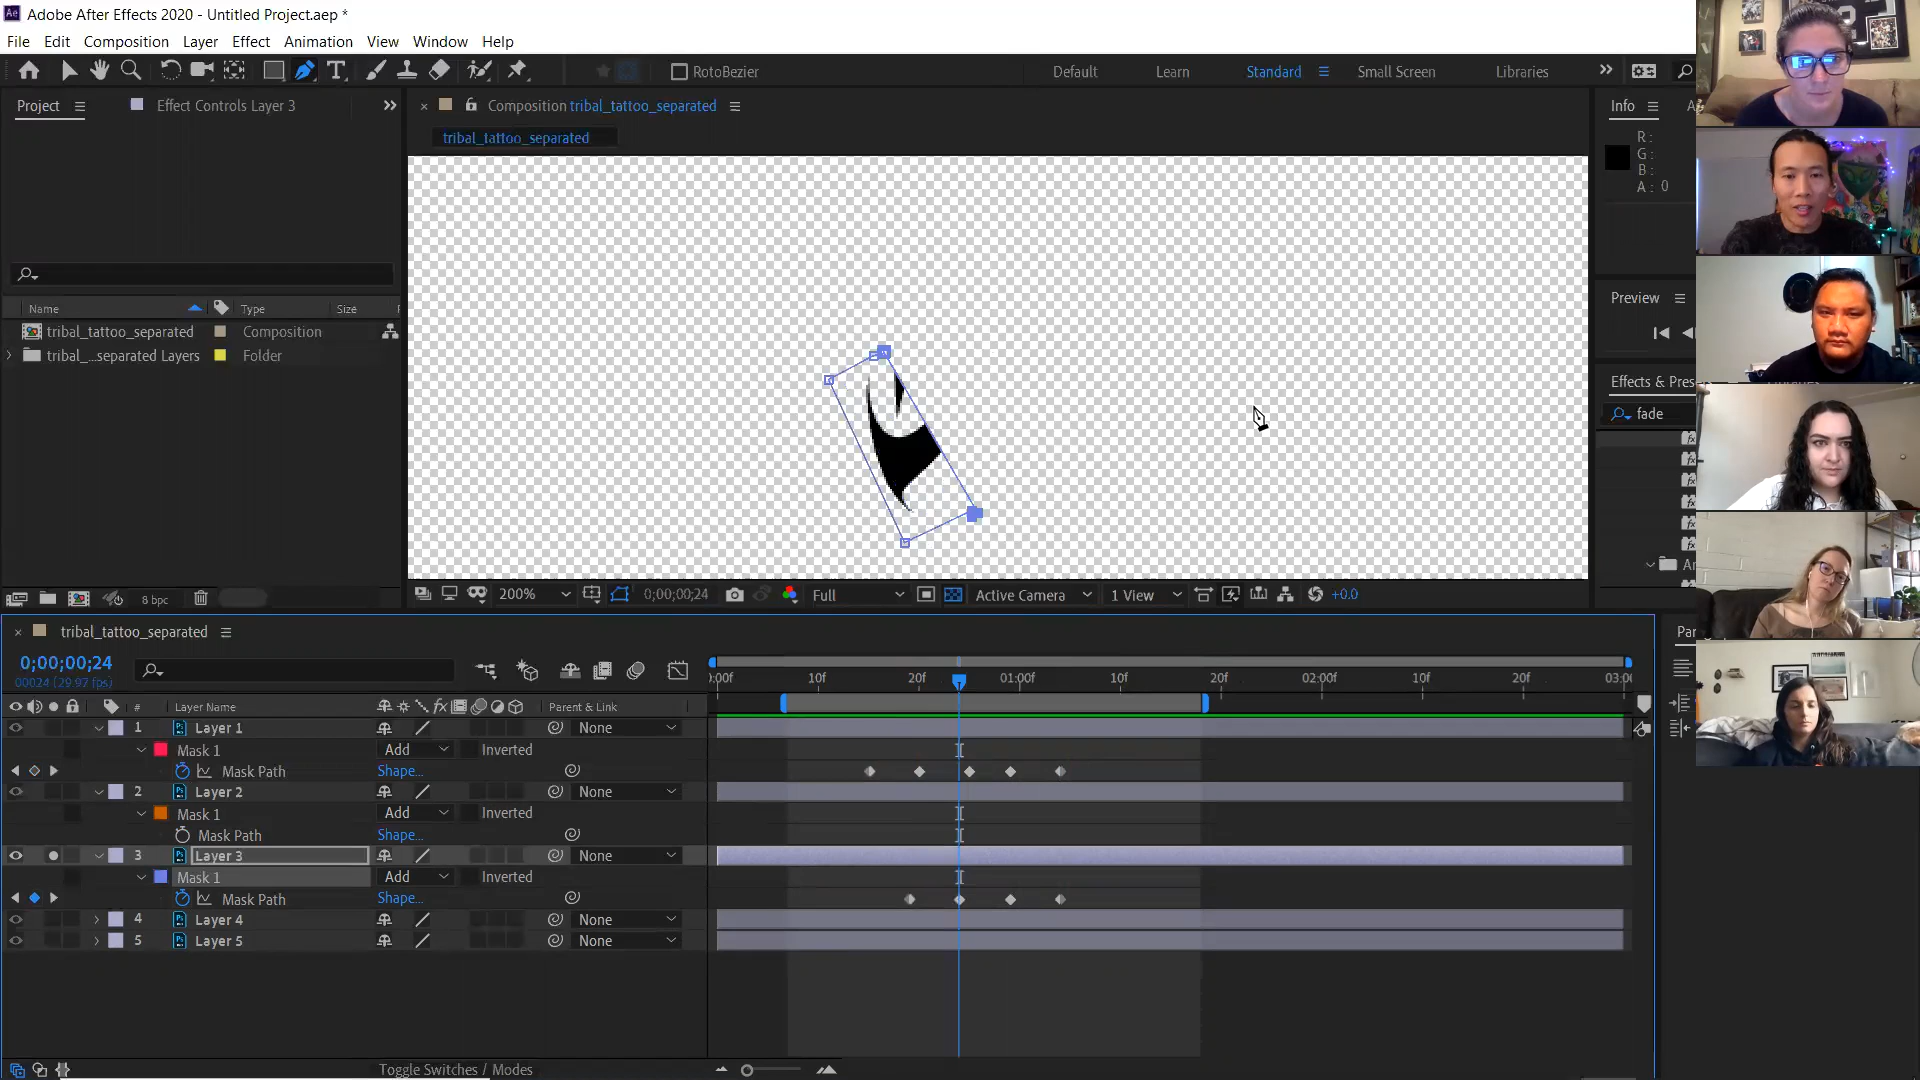 Adobe After Effects 2020 - Untitled Project.aep *
File Edit Composition Layer Effect Animation View Window Help
RotoBezier Default Learn Standard Small Screen Libraries
Project Effect Controls Layer 3
Composition tribal_tattoo_separated
tribal_tattoo_separated
Name Type Size
tribal_tattoo_separated Composition
tribal_...separated Layers Folder
8 bpc
200% 0;00;00;24 Full Active Camera 1 View +0.0
Info
R:
G:
B:
A: 0
Preview
Effects & Pres
fade
tribal_tattoo_separated
0;00;00;24
00024 (29.97 fps)
:00f 10f 20f 01:00f 10f 20f 02:00f 10f 20f 03:00
# Layer Name fx Parent & Link
1 Layer 1 None
Mask 1 Add Inverted
Mask Path Shape...
2 Layer 2 None
Mask 1 Add Inverted
Mask Path Shape...
3 Layer 3 None
Mask 1 Add Inverted
Mask Path Shape...
4 Layer 4 None
5 Layer 5 None
Toggle Switches / Modes